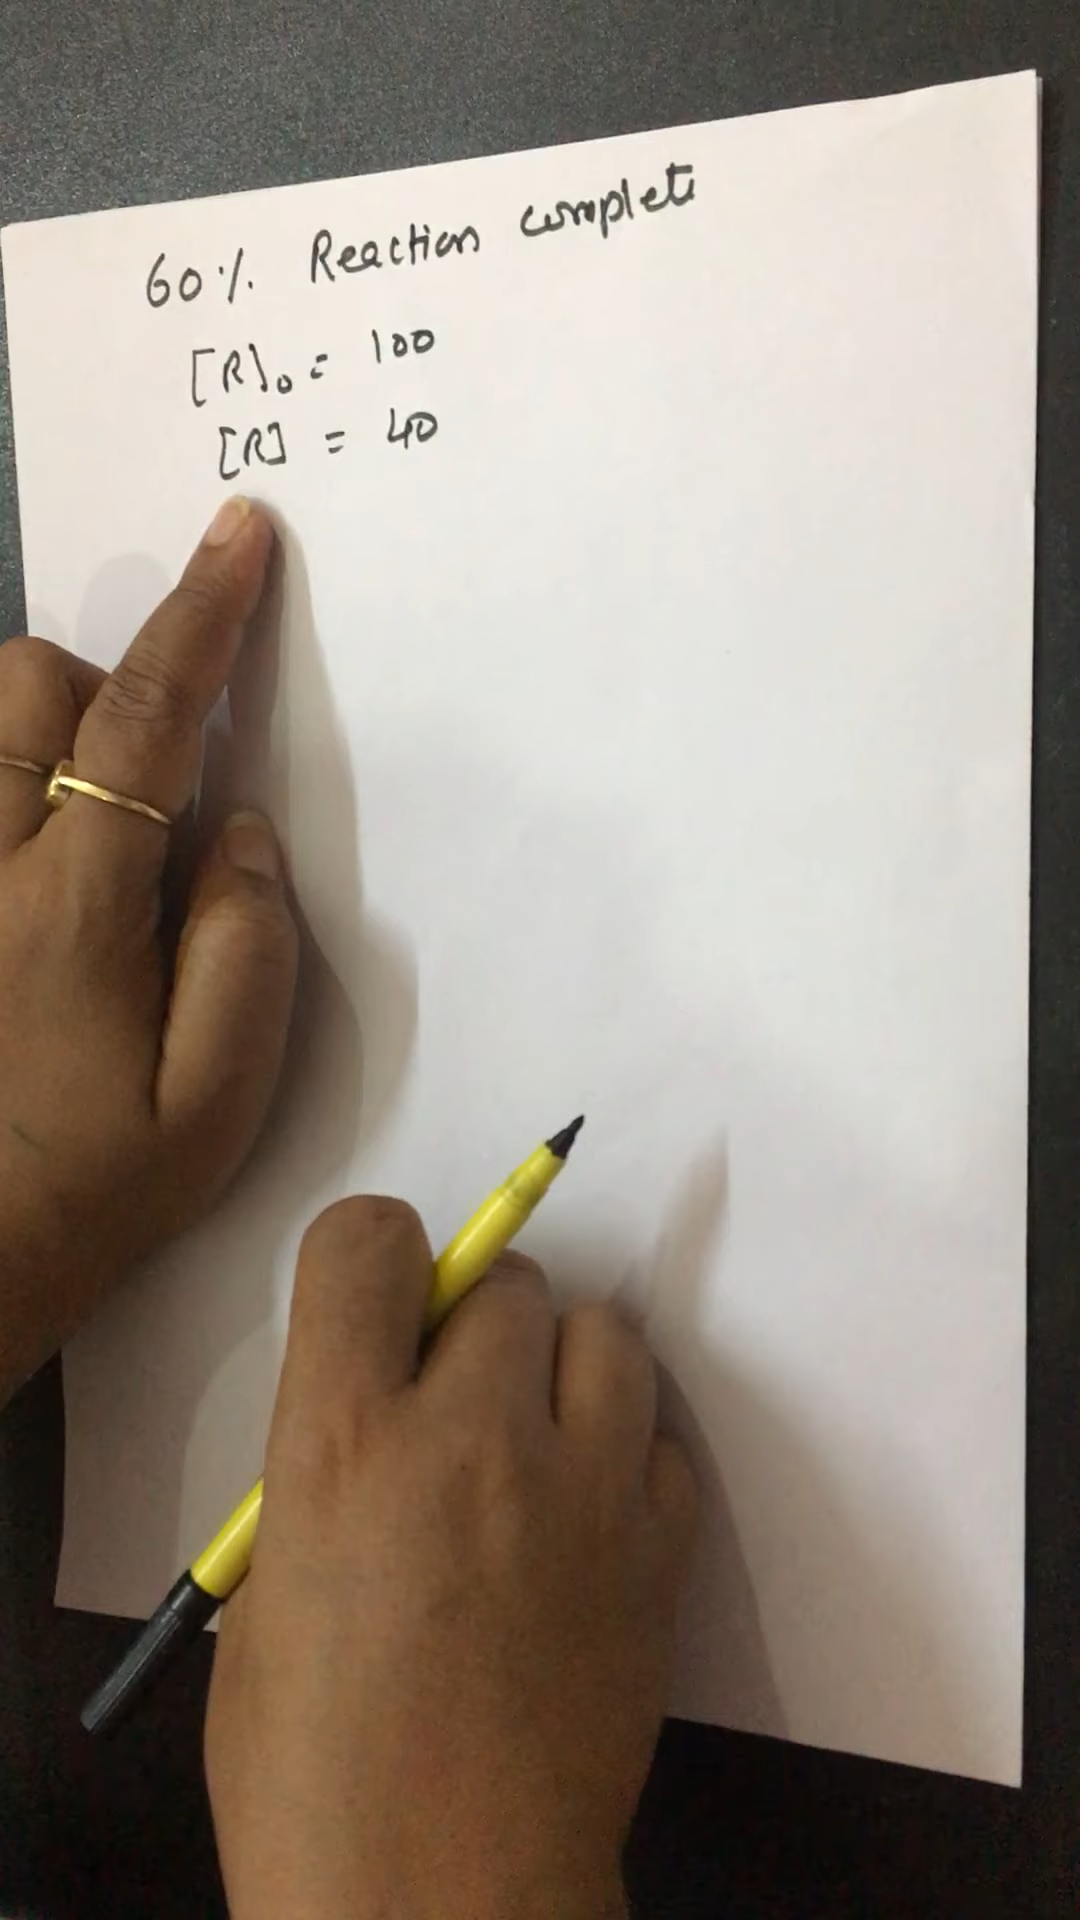 60% Reaction complete
[R]₀ = 100
[R] = 40